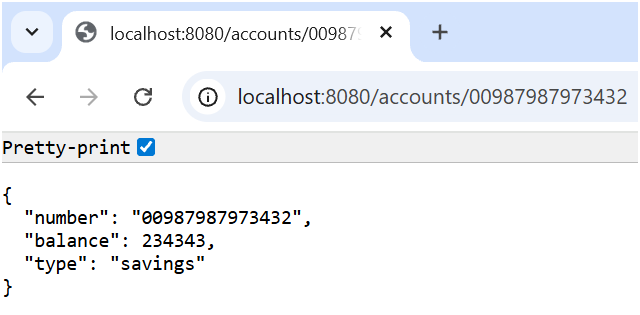 localhost:8080/accounts/00987
localhost:8080/accounts/00987987973432
Pretty-print
{
"number": "00987987973432",
"balance": 234343,
"type": "savings"
}